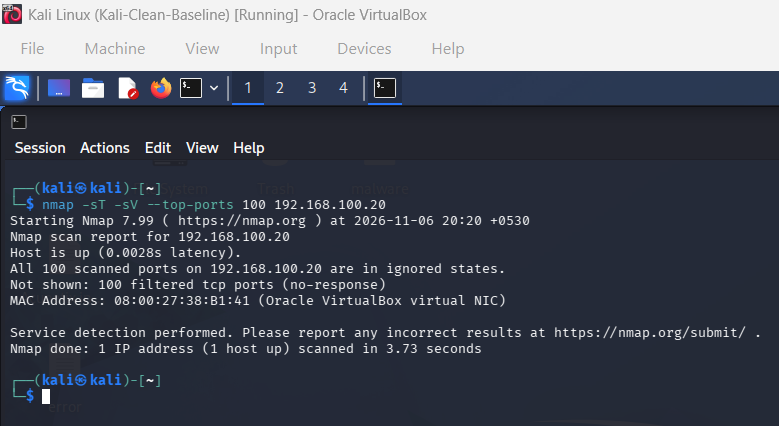 Kali Linux (Kali-Clean-Baseline) [Running] - Oracle VirtualBox
File Machine View Input Devices Help
1 2 3 4
Session Actions Edit View Help
System Trash malware
┌──(kali㉿kali)-[~]
└─$ nmap -sT -sV --top-ports 100 192.168.100.20
Starting Nmap 7.99 ( https://nmap.org ) at 2026-11-06 20:20 +0530
Nmap scan report for 192.168.100.20
Host is up (0.0028s latency).
All 100 scanned ports on 192.168.100.20 are in ignored states.
Not shown: 100 filtered tcp ports (no-response)
MAC Address: 08:00:27:38:B1:41 (Oracle VirtualBox virtual NIC)
Service detection performed. Please report any incorrect results at https://nmap.org/submit/ .
Nmap done: 1 IP address (1 host up) scanned in 3.73 seconds
┌──(kali㉿kali)-[~]
└─$
error